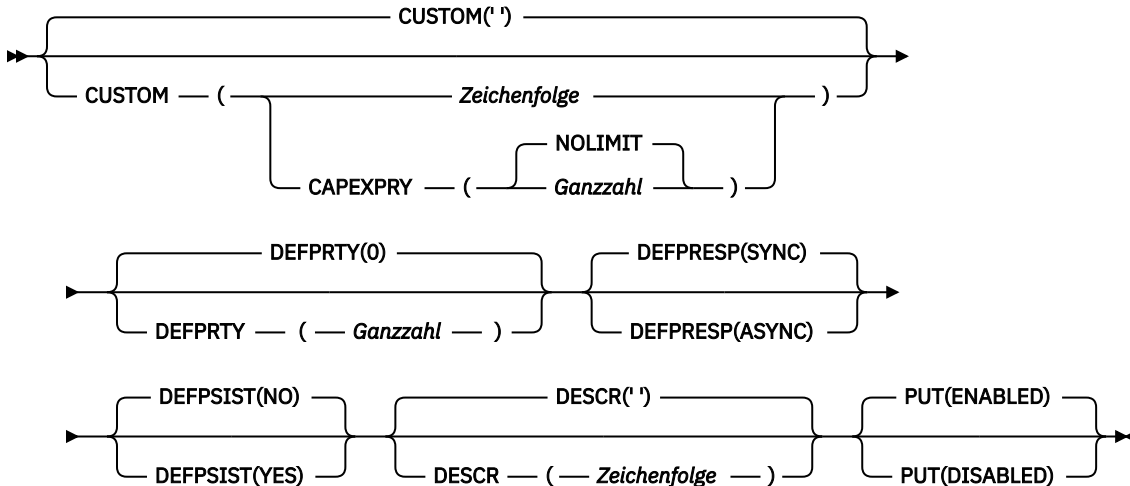 CUSTOM(' ')
CUSTOM ( Zeichenfolge )
NOLIMIT
CAPEXPRY ( Ganzzahl )
DEFPRTY(0) DEFPRESP(SYNC)
DEFPRTY ( Ganzzahl ) DEFPRESP(ASYNC)
DEFPSIST(NO) DESCR(' ') PUT(ENABLED)
DEFPSIST(YES) DESCR ( Zeichenfolge ) PUT(DISABLED)